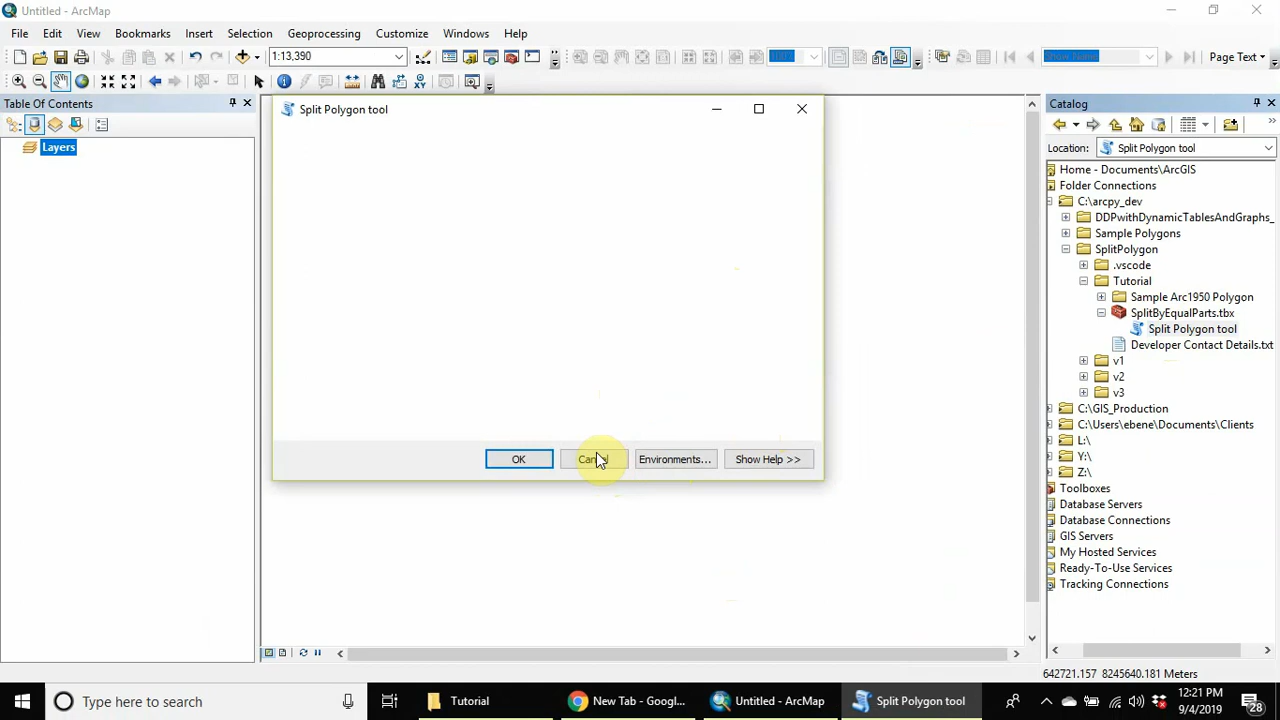 Untitled - ArcMap
File Edit View Bookmarks Insert Selection Geoprocessing Customize Windows Help
1:13,390
Page Text
Table Of Contents
Layers
Split Polygon tool
OK
Environments...
Show Help >>
Catalog
Location: Split Polygon tool
Home - Documents\ArcGIS
Folder Connections
C:\arcpy_dev
DDPwithDynamicTablesAndGraphs_
Sample Polygons
SplitPolygon
.vscode
Tutorial
Sample Arc1950 Polygon
SplitByEqualParts.tbx
Split Polygon tool
Developer Contact Details.txt
v1
v2
v3
C:\GIS_Production
C:\Users\ebene\Documents\Clients
L:\
Y:\
Z:\
Toolboxes
Database Servers
Database Connections
GIS Servers
My Hosted Services
Ready-To-Use Services
Tracking Connections
642721.157 8245640.181 Meters
Type here to search
Tutorial
New Tab - Googl...
Untitled - ArcMap
Split Polygon tool
12:21 PM
9/4/2019
28